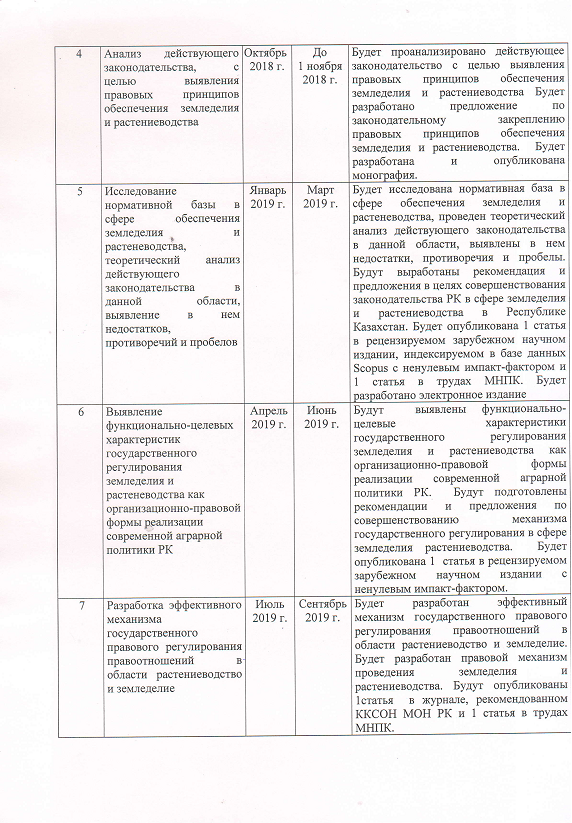 4
Анализ действующего
законодательства, с
целью выявления
правовых принципов
обеспечения земледелия
и растениеводства
Октябрь
2018 г.
До
1 ноября
2018 г.
Будет проанализировано действующее
законодательство с целью выявления
правовых принципов обеспечения
земледелия и растениеводства Будет
разработано предложение по
законодательному закреплению
правовых принципов обеспечения
земледелия и растениеводства. Будет
разработана и опубликована
монография.
5
Исследование
нормативной базы в
сфере обеспечения
земледелия и
растеневодства,
теоретический анализ
действующего
законодательства в
данной области,
выявление в нем
недостатков,
противоречий и пробелов
Январь
2019 г.
Март
2019 г.
Будет исследована нормативная база в
сфере обеспечения земледелия и
растеневодства, проведен теоретический
анализ действующего законодательства
в данной области, выявлены в нем
недостатки, противоречия и пробелы.
Будут выработаны рекомендация и
предложения в целях совершенствования
законодательства РК в сфере земледелия
и растениеводства в Республике
Казахстан. Будет опубликована 1 статья
в рецензируемом зарубежном научном
издании, индексируемом в базе данных
Scopus с ненулевым импакт-фактором и
1 статья в трудах МНПК. Будет
разработано электронное издание
6
Выявление
функционально-целевых
характеристик
государственного
регулирования
земледелия и
растеневодства как
организационно-правовой
формы реализации
современной аграрной
политики РК
Апрель
2019 г.
Июнь
2019 г.
Будут выявлены функционально-
целевые характеристики
государственного регулирования
земледелия и растениеводства как
организационно-правовой формы
реализации современной аграрной
политики РК. Будут подготовлены
рекомендации и предложения по
совершенствованию механизма
государственного регулирования в сфере
земледелия растениеводства. Будет
опубликована 1 статья в рецензируемом
зарубежном научном издании с
ненулевым импакт-фактором.
7
Разработка эффективного
механизма
государственного
правового регулирования
правоотношений в
области растениеводство
и земледелие
Июль
2019 г.
Сентябрь
2019 г.
Будет разработан эффективный
механизм государственного правового
регулирования правоотношений в
области растениеводство и земледелие.
Будет разработан правовой механизм
проведения земледелия и
растениеводства. Будут опубликованы
1статья в журнале, рекомендованном
ККСОН МОН РК и 1 статья в трудах
МНПК.